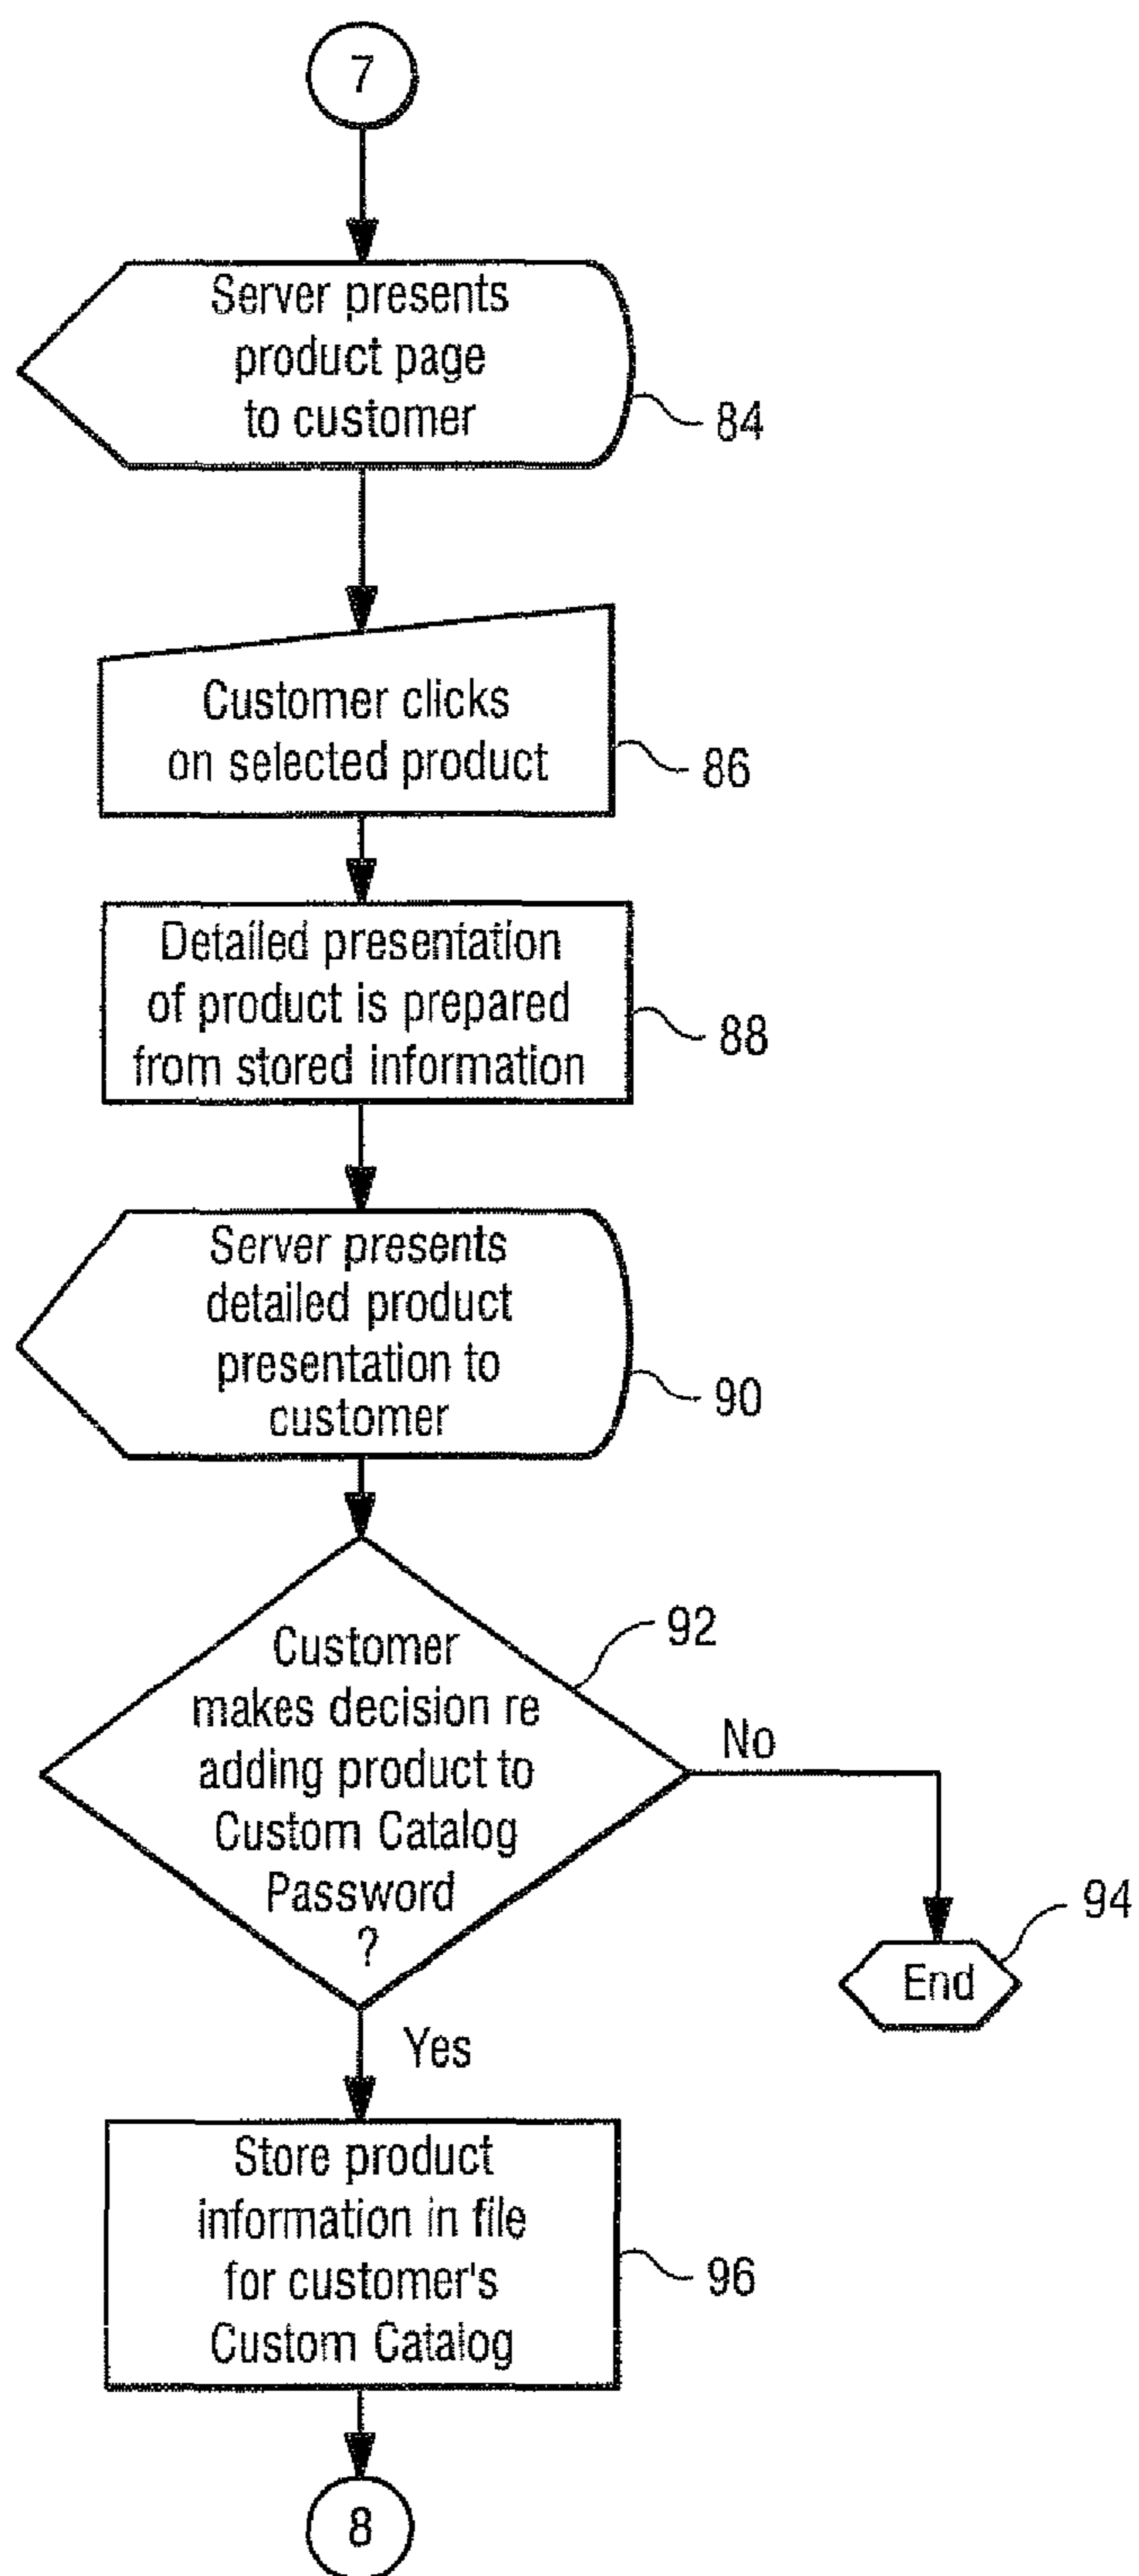 7
Server presents
product page
to customer
84
Customer clicks
on selected product
86
Detailed presentation
of product is prepared
from stored information
88
Server presents
detailed product
presentation to
customer
90
Customer
makes decision re
adding product to
Custom Catalog
Password
?
92
No
94
End
Yes
Store product
information in file
for customer's
Custom Catalog
96
8